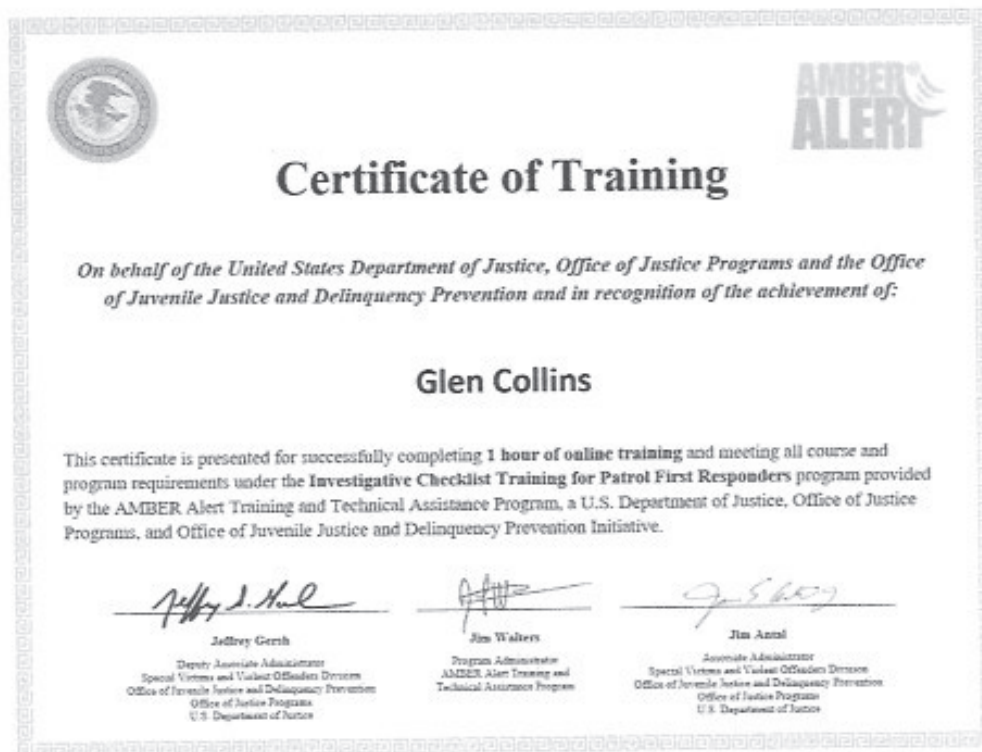 AMBER
ALERT
Certificate of Training
On behalf of the United States Department of Justice, Office of Justice Programs and the Office
of Juvenile Justice and Delinquency Prevention and in recognition of the achievement of:
Glen Collins
This certificate is presented for successfully completing 1 hour of online training and meeting all course and
program requirements under the Investigative Checklist Training for Patrol First Responders program provided
by the AMBER Alert Training and Technical Assistance Program, a U.S. Department of Justice, Office of Justice
Programs, and Office of Juvenile Justice and Delinquency Prevention Initiative.
Jeffrey Gersh
Deputy Associate Administrator
Special Victims and Violent Offenders Division
Office of Juvenile Justice and Delinquency Prevention
Office of Justice Programs
U.S. Department of Justice
Jim Walters
Program Administrator
AMBER Alert Training and
Technical Assistance Program
Jim Antal
Associate Administrator
Special Victims and Violent Offenders Division
Office of Juvenile Justice and Delinquency Prevention
Office of Justice Programs
U.S. Department of Justice